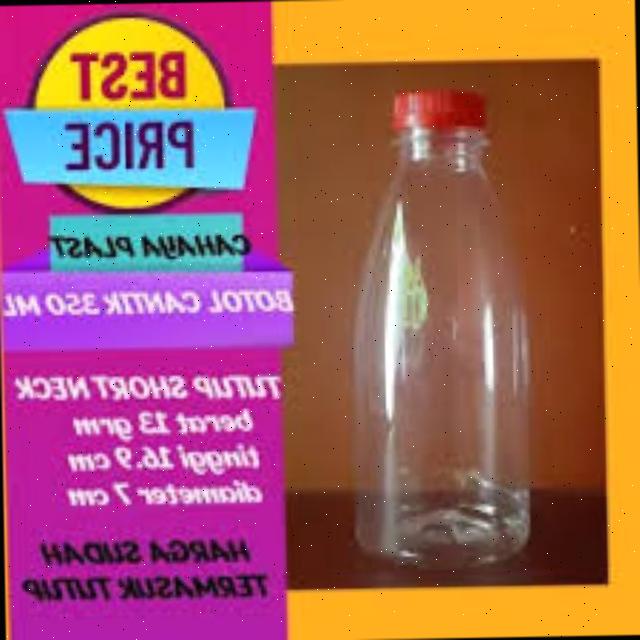 BEST
PRICE
CAHAYA PLAST
BOTOL CANTIK 350 ML
TUTUP SHORT NECK
berat 13 grm
tinggi 16.9 cm
diameter 7 cm
HARGA SUDAH
TERMASUK TUTUP